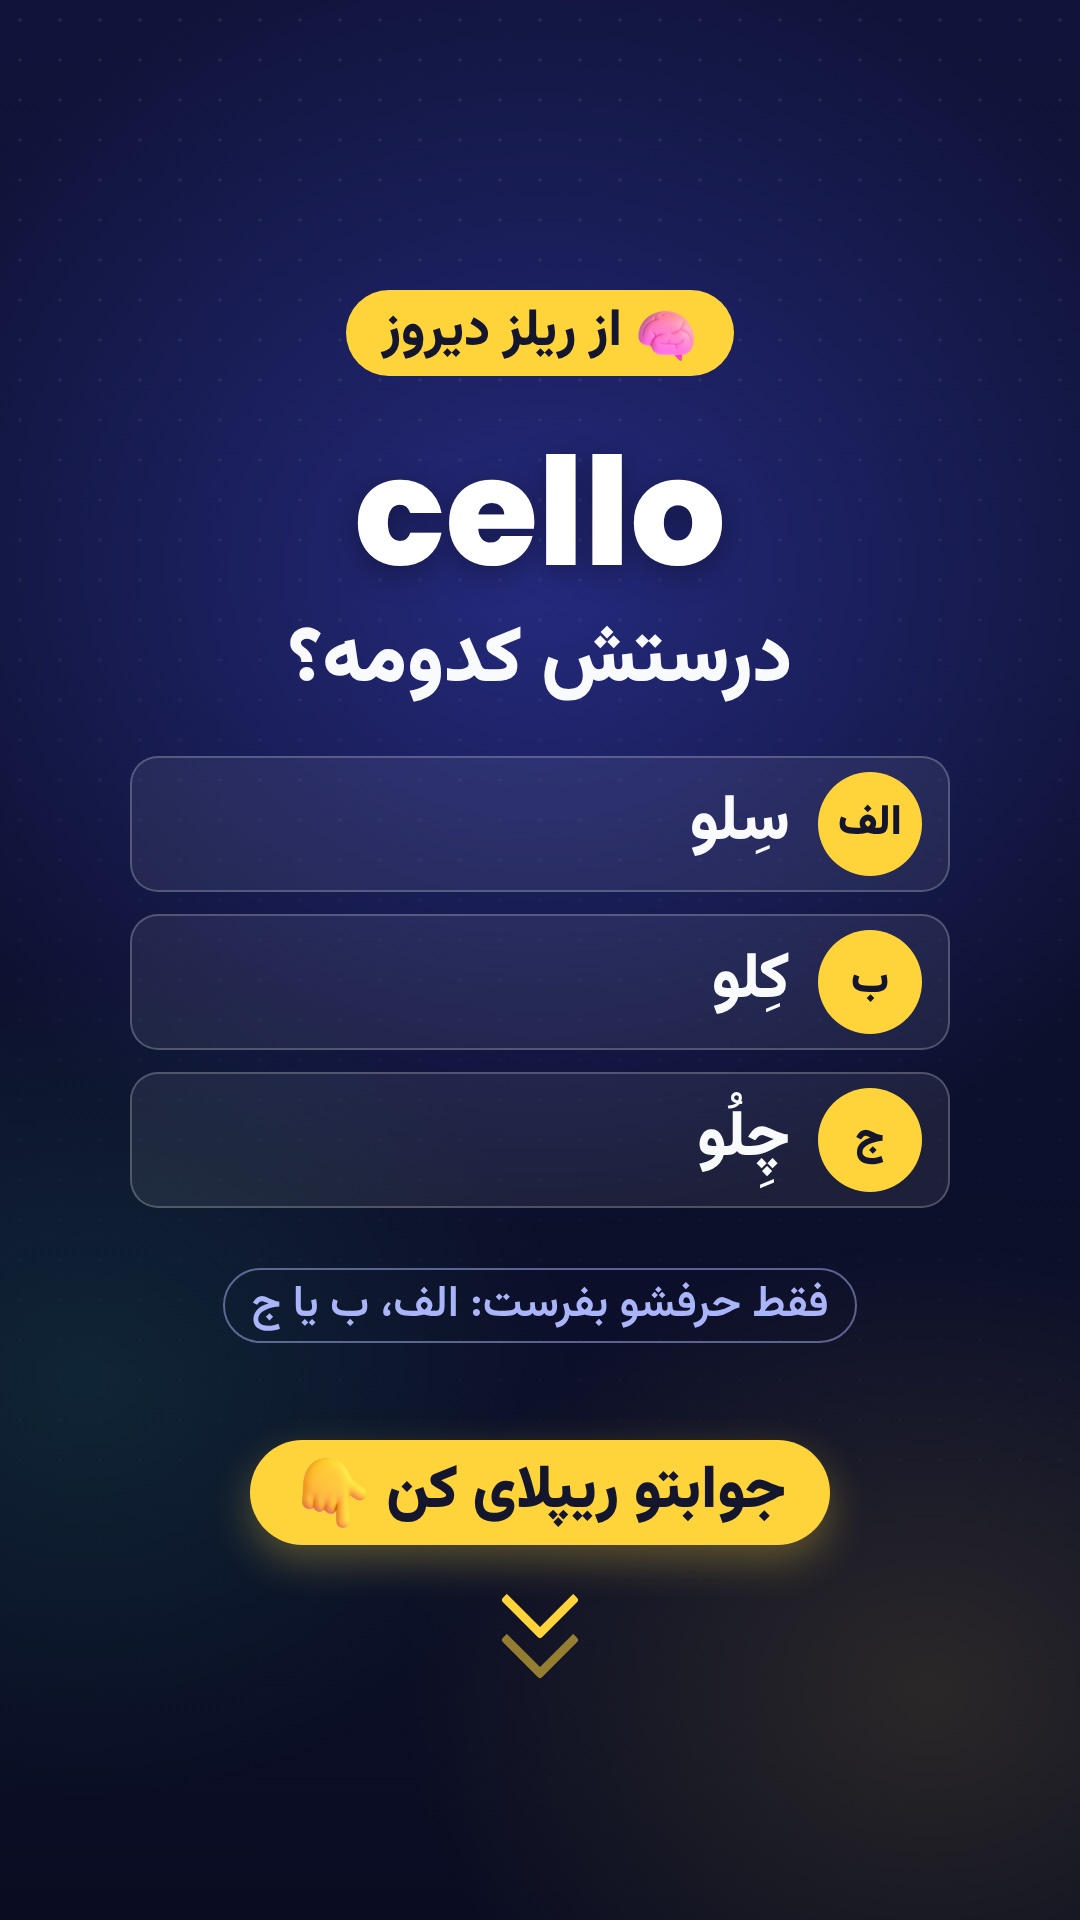 🧠 از ریلز دیروز
cello
درستش کدومه؟
الف سِلو
ب کِلو
ج چِلُو
فقط حرفشو بفرست: الف، ب یا ج
جوابتو ریپلای کن 👇